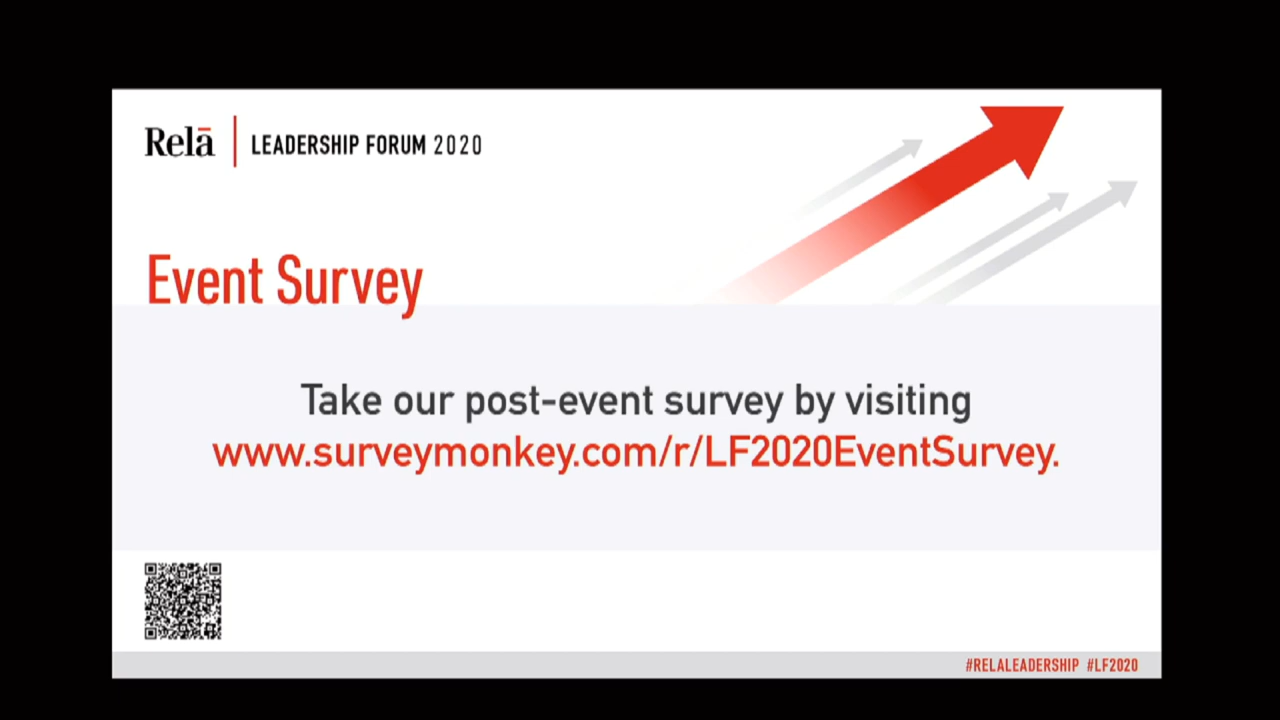 Relā | LEADERSHIP FORUM 2020
Event Survey
Take our post-event survey by visiting
www.surveymonkey.com/r/LF2020EventSurvey.
#RELALEADERSHIP #LF2020